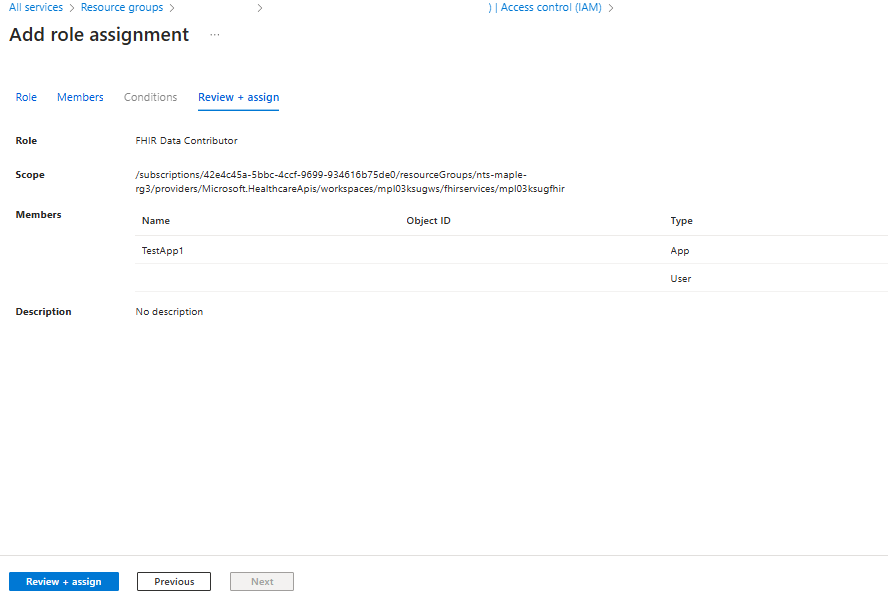 All services > Resource groups > > ) | Access control (IAM) >
Add role assignment ...
Role Members Conditions Review + assign
Role FHIR Data Contributor
Scope /subscriptions/42e4c45a-5bbc-4ccf-9699-934616b75de0/resourceGroups/nts-maple-
rg3/providers/Microsoft.HealthcareApis/workspaces/mpl03ksugws/fhirservices/mpl03ksugfhir
Members Name Object ID Type
TestApp1 App
User
Description No description
Review + assign Previous Next